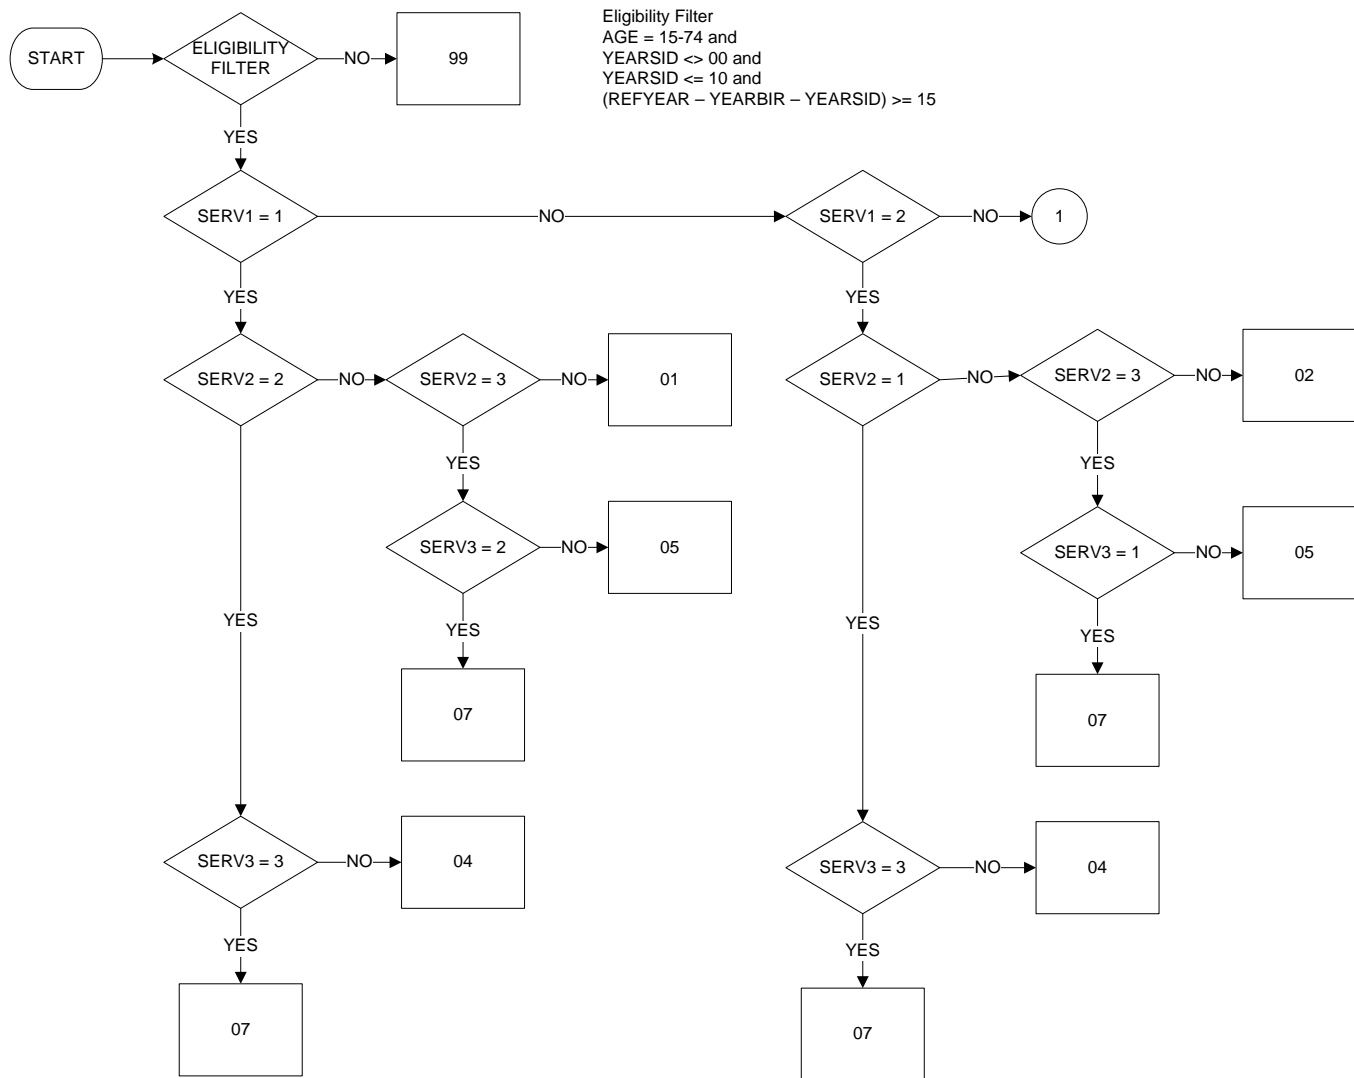 Eligibility Filter
AGE = 15-74 and
YEARSID <> 00 and
YEARSID <= 10 and
(REFYEAR – YEARBIR – YEARSID) >= 15
START
ELIGIBILITY
FILTER
NO
99
YES
SERV1 = 1
NO
SERV1 = 2
NO
1
YES
YES
SERV2 = 2
NO
SERV2 = 3
NO
01
SERV2 = 1
NO
SERV2 = 3
NO
02
YES
YES
SERV3 = 2
NO
05
SERV3 = 1
NO
05
YES
YES
YES
YES
07
07
SERV3 = 3
NO
04
SERV3 = 3
NO
04
YES
YES
07
07